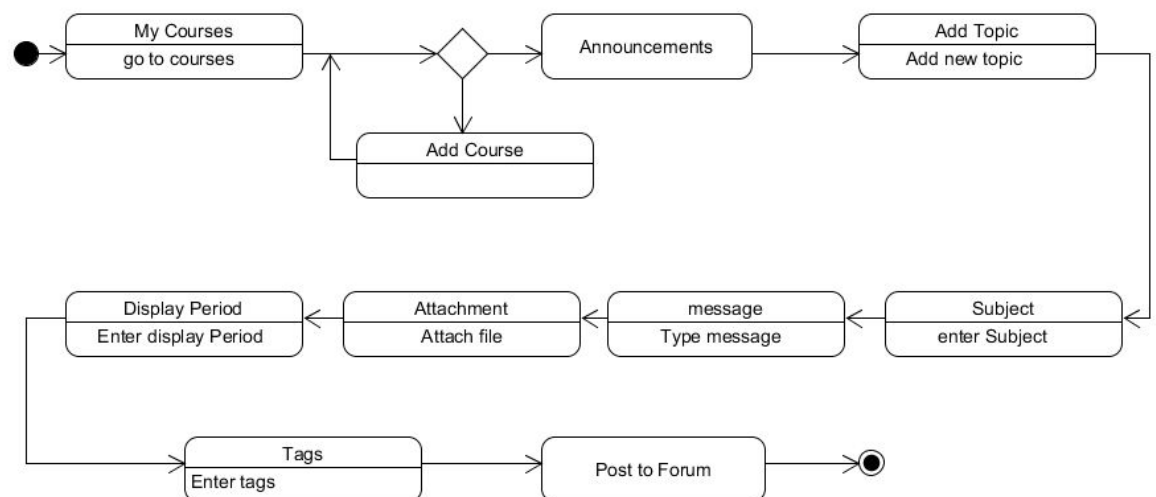 My Courses
go to courses
Announcements
Add Topic
Add new topic
Add Course
Display Period
Enter display Period
Attachment
Attach file
message
Type message
Subject
enter Subject
Tags
Enter tags
Post to Forum